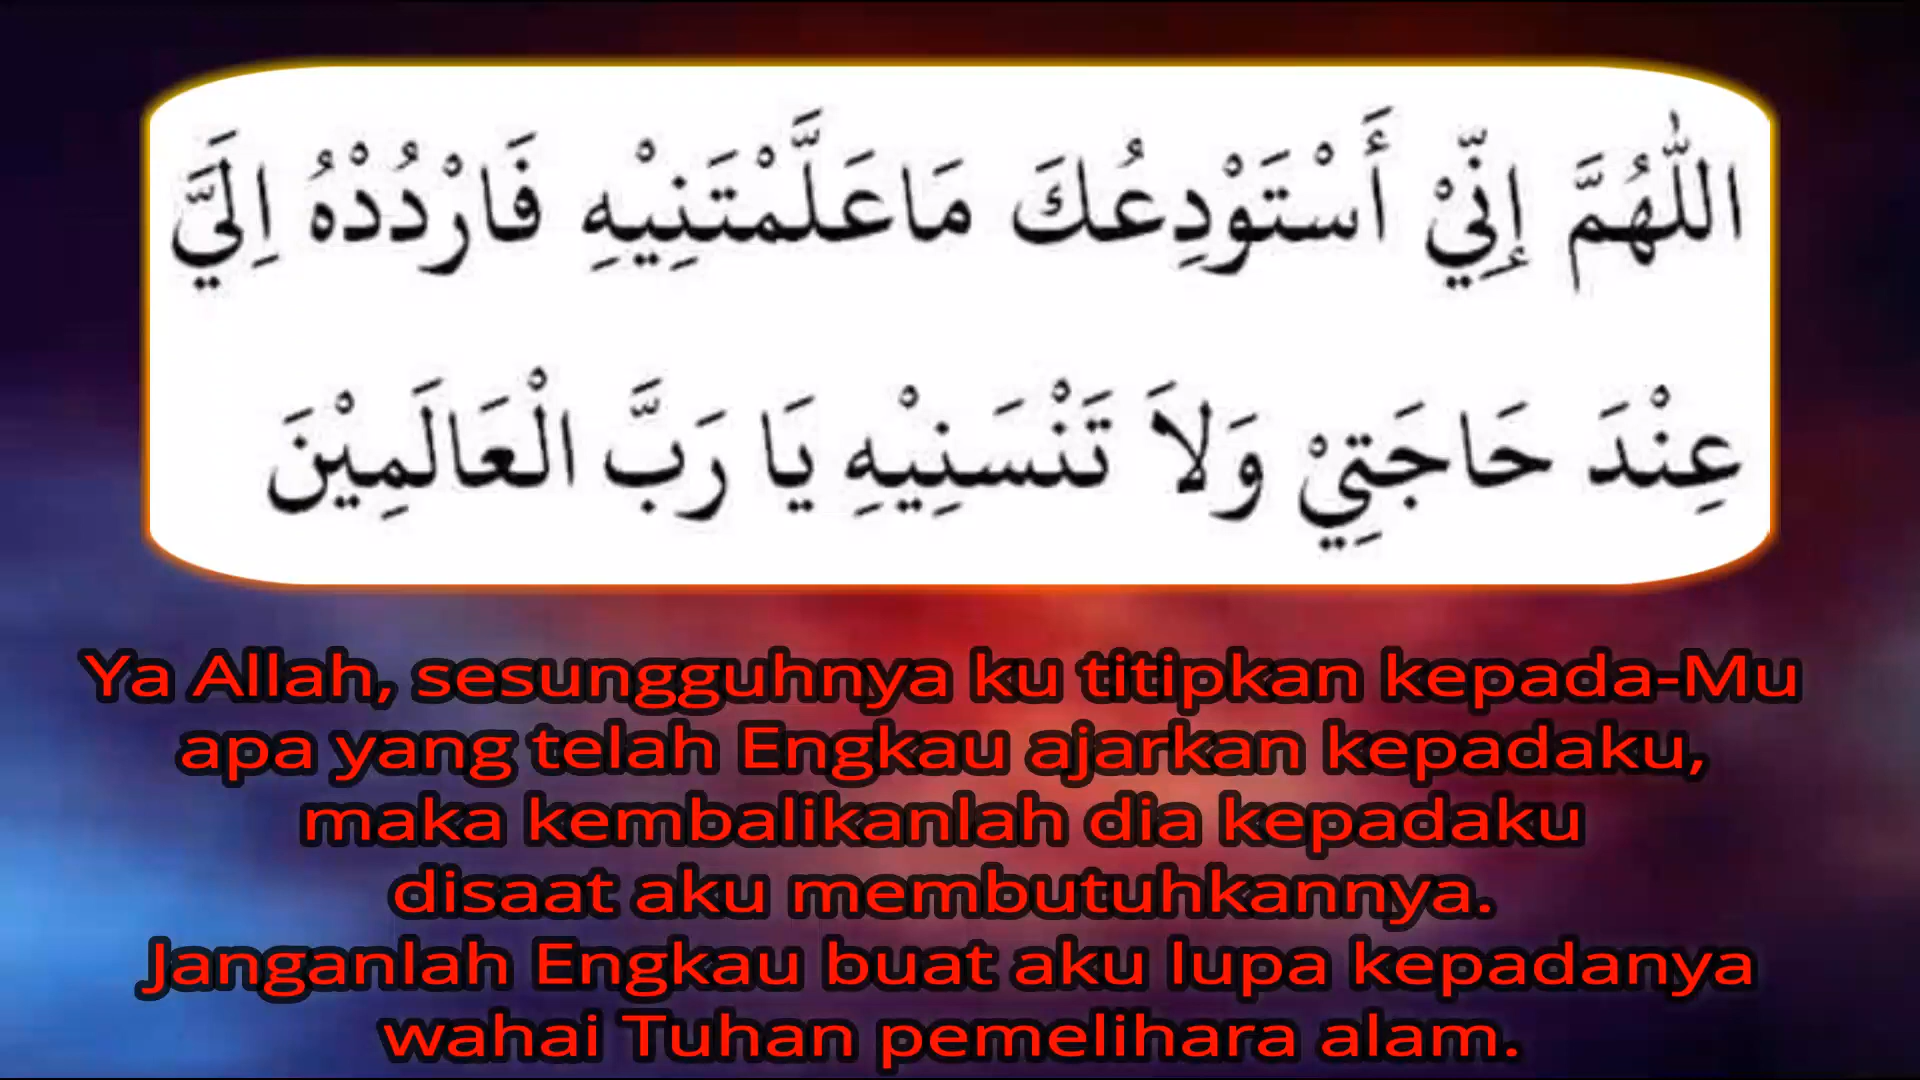 اللّٰهُمَّ إِنِّيْ أَسْتَوْدِعُكَ مَاعَلَّمْتَنِيْهِ فَارْدُدْهُ اِلَيَّ
عِنْدَ حَاجَتِيْ وَلاَ تَنْسَنِيْهِ يَا رَبَّ الْعَالَمِيْنَ
Ya Allah, sesungguhnya ku titipkan kepada-Mu
apa yang telah Engkau ajarkan kepadaku,
maka kembalikanlah dia kepadaku
disaat aku membutuhkannya.
Janganlah Engkau buat aku lupa kepadanya
wahai Tuhan pemelihara alam.